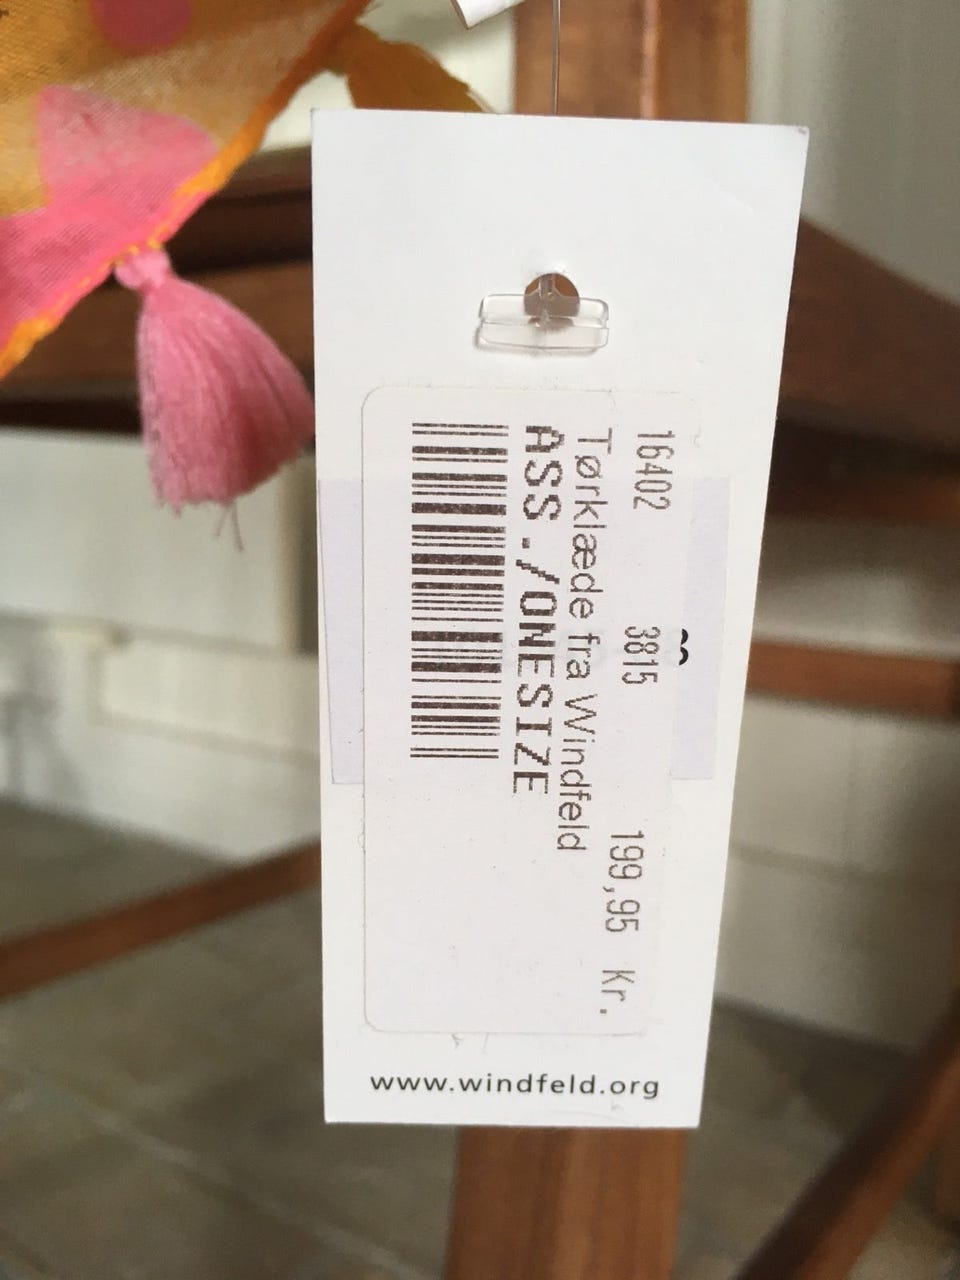 16402 3815 199,95 Kr.
Tørklæde fra Windfeld
ASS./ONESIZE
www.windfeld.org